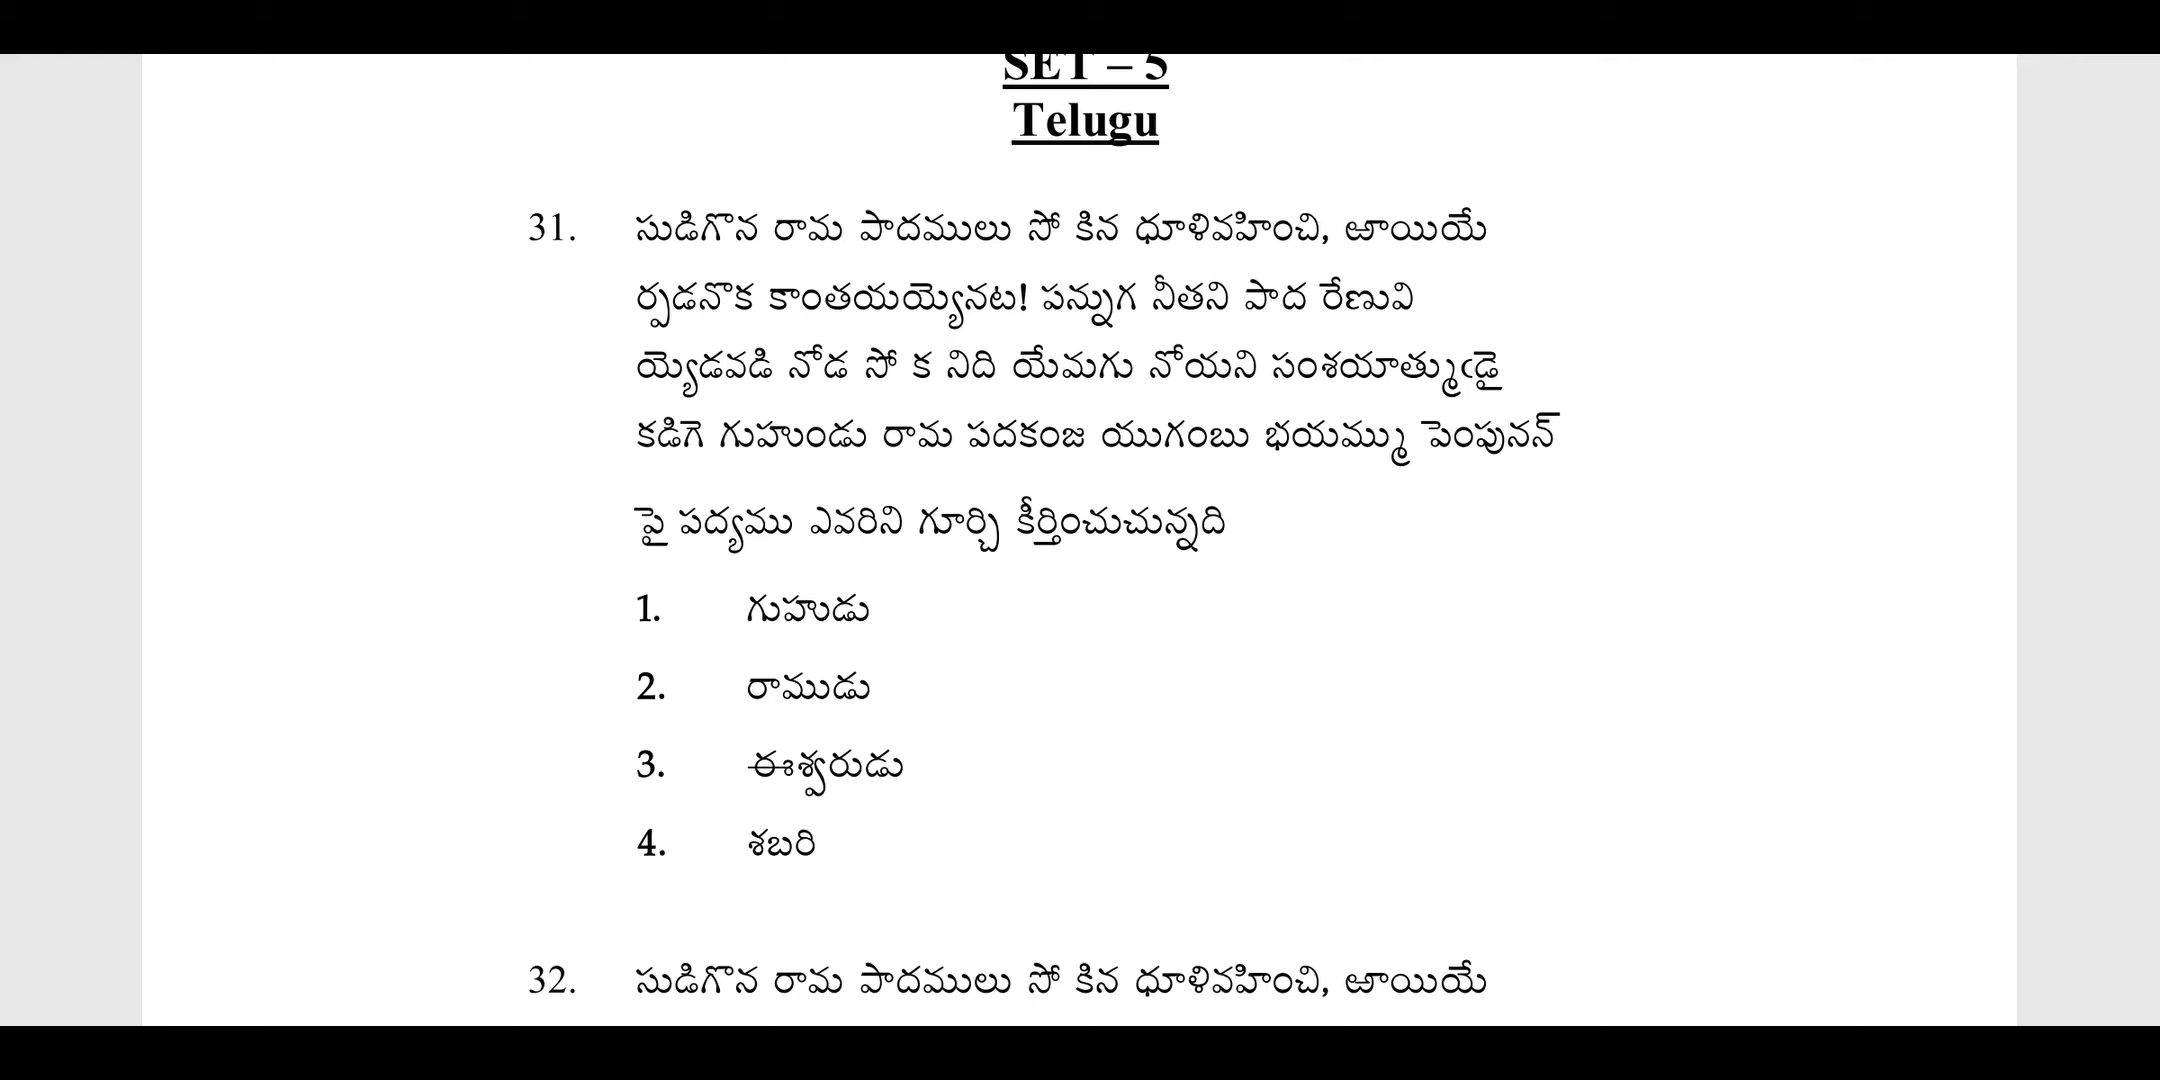 SET – 5
Telugu
31. సుడిగొన రామ పాదములు సో కిన ధూళివహించి, ఱాయియే
ర్పడనొక కాంతయయ్యెనట! పన్నుగ నీతని పాద రేణువి
య్యెడవడి నోడ సో క నిది యేమగు నోయని సంశయాత్ముఁడై
కడిగె గుహుండు రామ పదకంజ యుగంబు భయమ్ము పెంపునన్
పై పద్యము ఎవరిని గూర్చి కీర్తించుచున్నది
1. గుహుడు
2. రాముడు
3. ఈశ్వరుడు
4. శబరి
32. సుడిగొన రామ పాదములు సో కిన ధూళివహించి, ఱాయియే